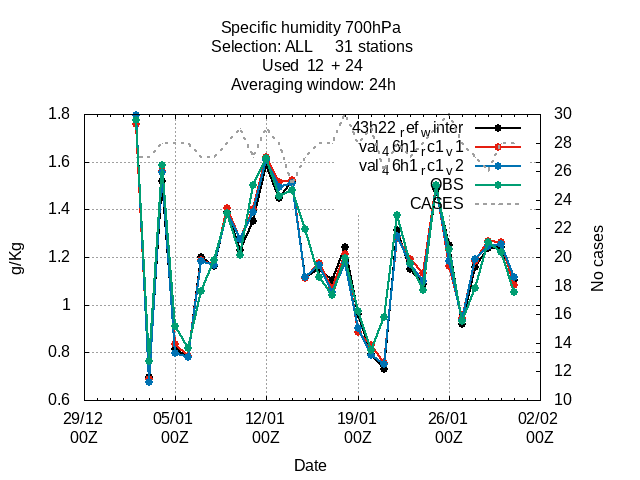 Specific humidity 700hPa
Selection: ALL 31 stations
Used 12 + 24
Averaging window: 24h
g/Kg
1.8
1.6
1.4
1.2
1
0.8
0.6
30
28
26
24
22
20
18
16
14
12
10
No cases
43h22_ref_winter
val_46h1_rc1_v1
val_46h1_rc1_v2
OBS
CASES
29/12 05/01 12/01 19/01 26/01 02/02
00Z 00Z 00Z 00Z 00Z 00Z
Date